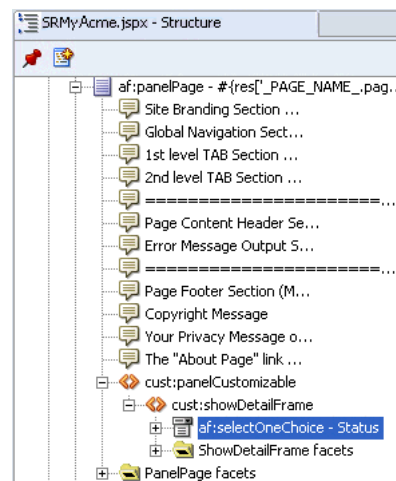 SRMyAcme.jspx - Structure
af:panelPage - #{res['_PAGE_NAME_.pag...
Site Branding Section ...
Global Navigation Sect...
1st level TAB Section ...
2nd level TAB Section ...
=======================...
Page Content Header Se...
Error Message Output S...
=======================...
Page Footer Section (M...
Copyright Message
Your Privacy Message o...
The "About Page" link ...
cust:panelCustomizable
cust:showDetailFrame
af:selectOneChoice - Status
ShowDetailFrame facets
PanelPage facets